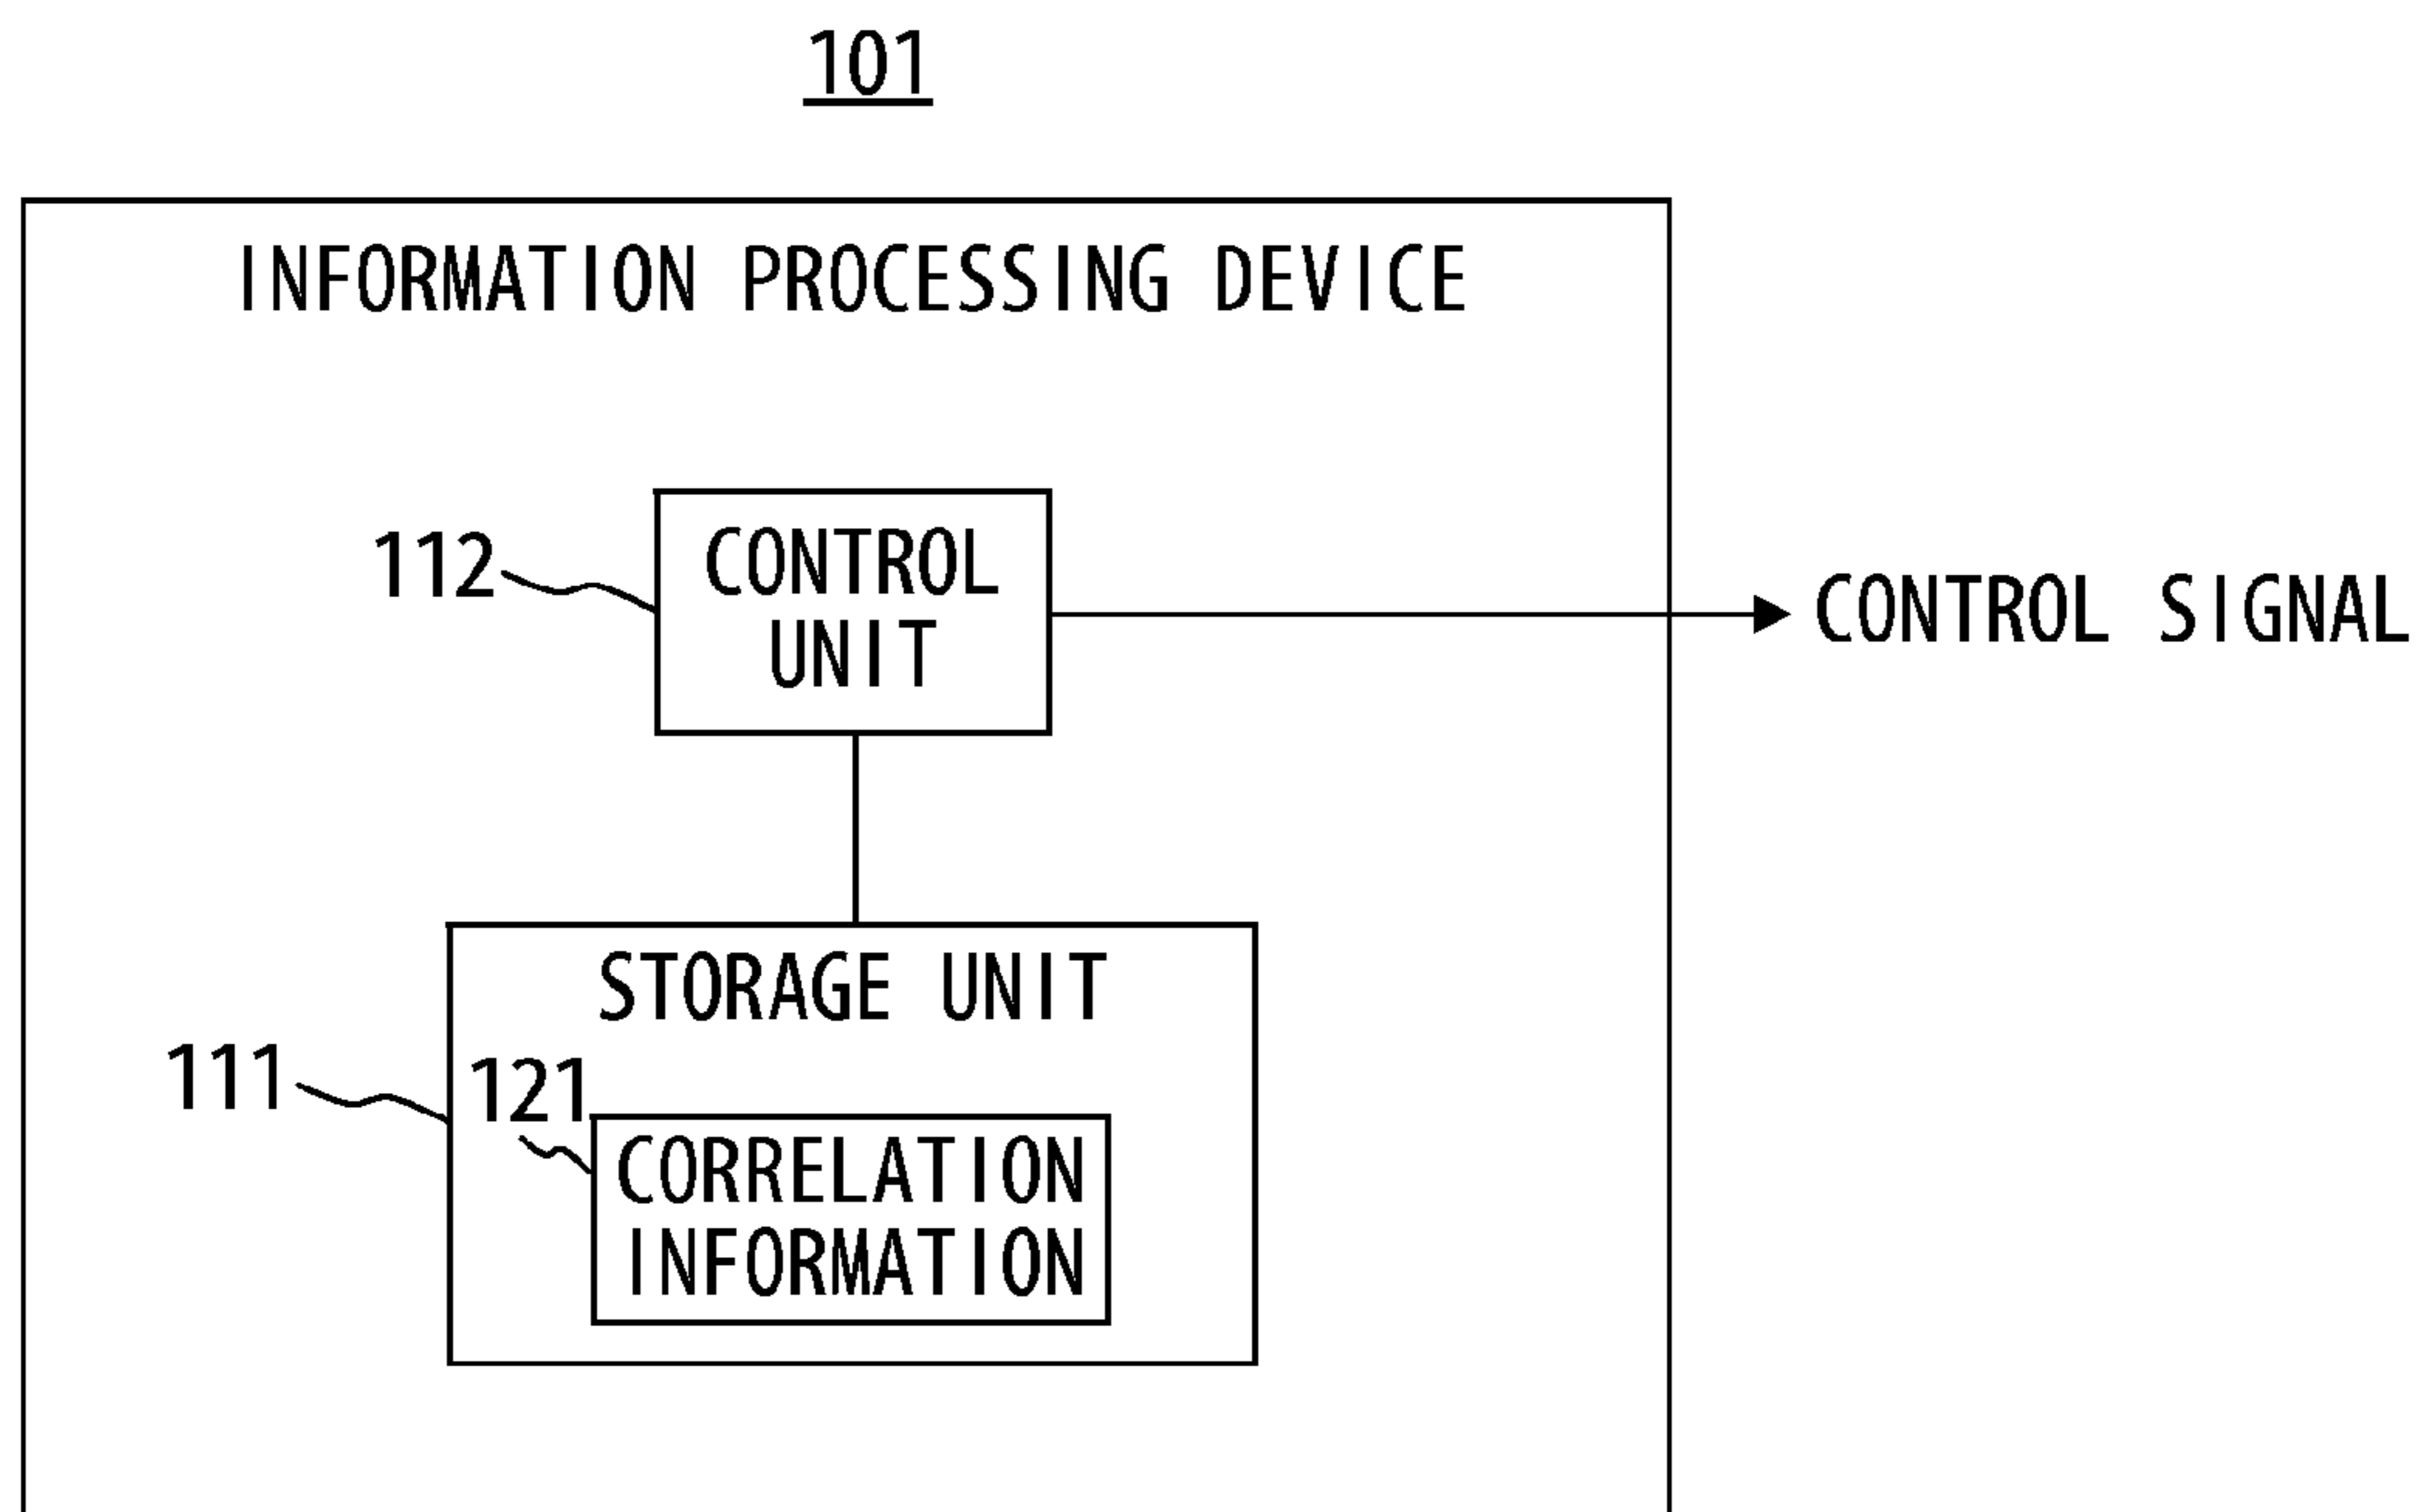 101
INFORMATION PROCESSING DEVICE
112
CONTROL
UNIT
CONTROL SIGNAL
STORAGE UNIT
111
121
CORRELATION
INFORMATION